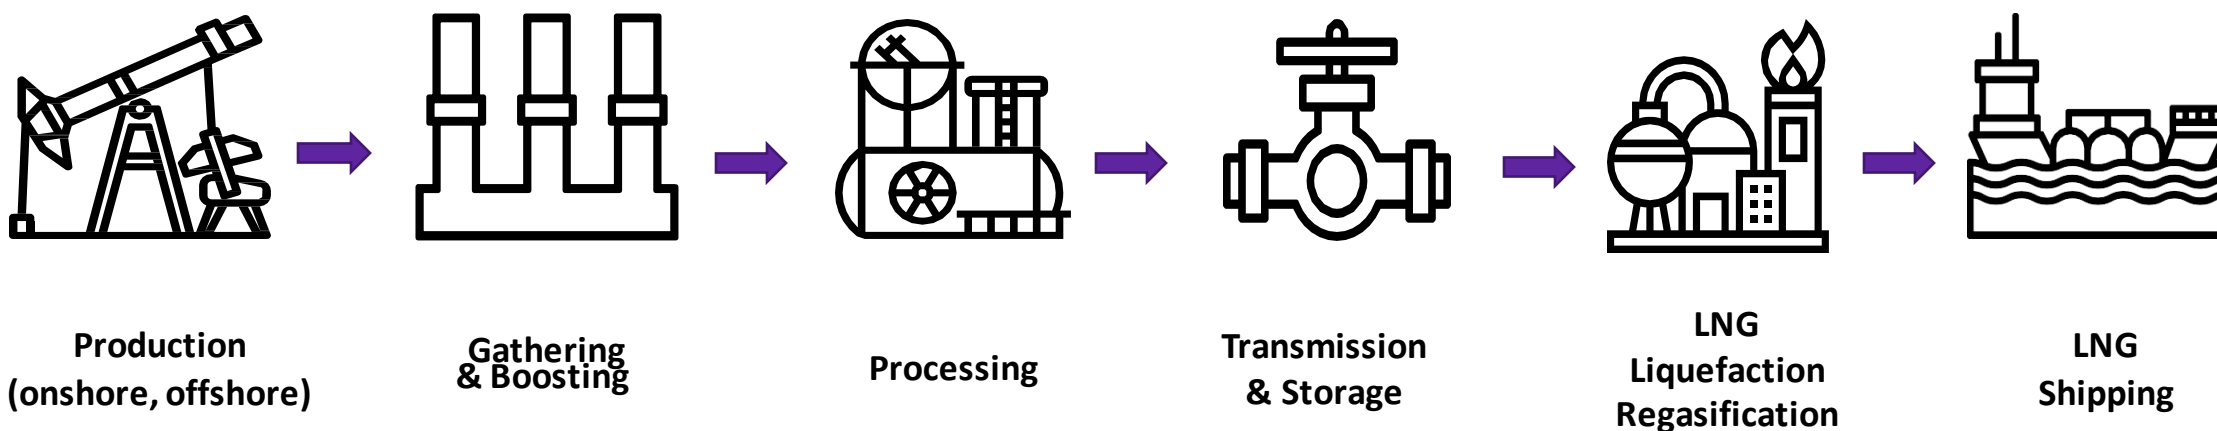 Production
(onshore, offshore)
Gathering
& Boosting
Processing
Transmission
& Storage
LNG
Liquefaction
Regasification
LNG
Shipping